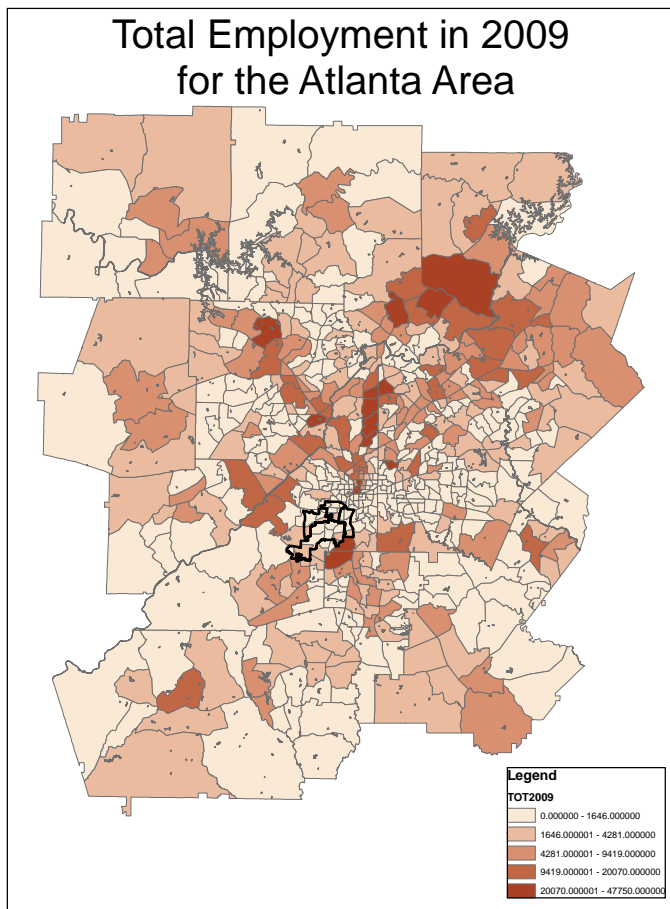 Total Employment in 2009
for the Atlanta Area
Legend
TOT2009
0.000000 - 1646.000000
1646.000001 - 4281.000000
4281.000001 - 9419.000000
9419.000001 - 20070.000000
20070.000001 - 47750.000000